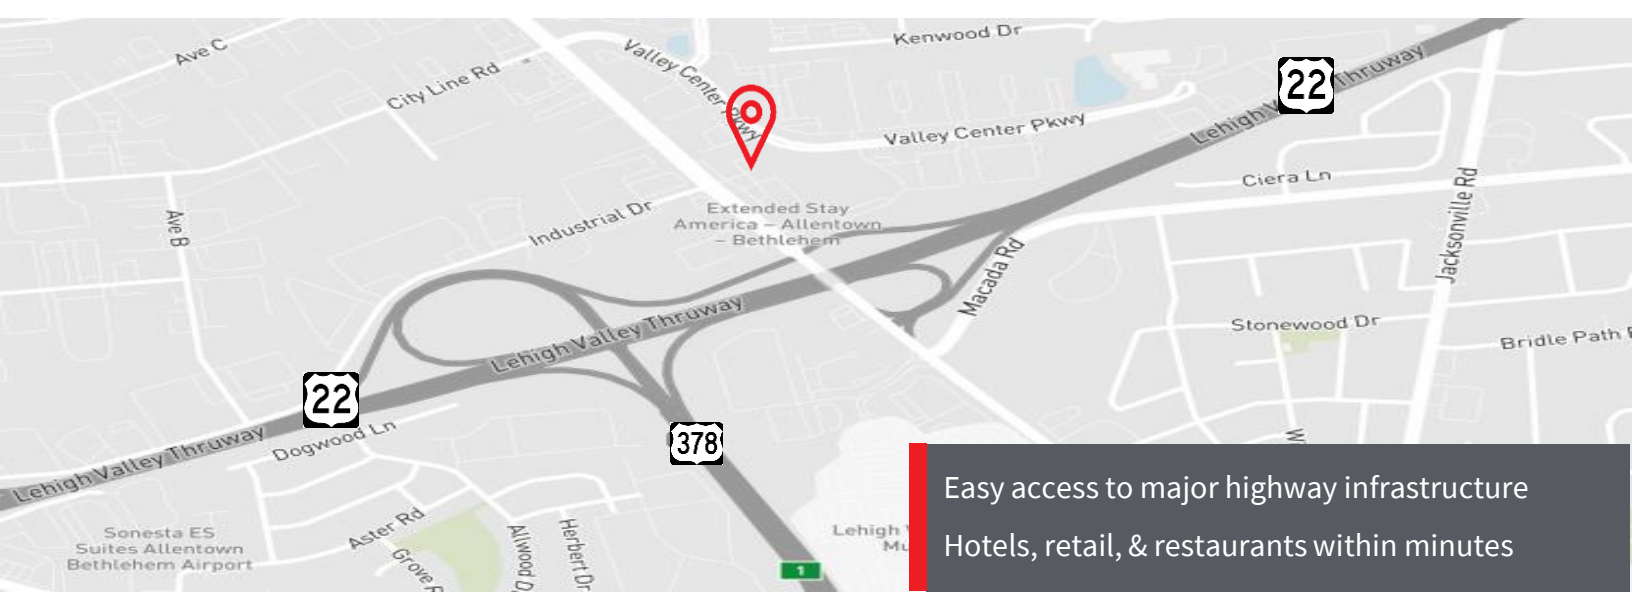 Ave C
City Line Rd
Valley Center Pkwy
Kenwood Dr
22
Lehigh Thruway
Valley Center Pkwy
Ciera Ln
Jacksonville Rd
Ave B
Industrial Dr
Extended Stay
America – Allentown
– Bethlehem
Macada Rd
Lehigh Valley Thruway
Stonewood Dr
Bridle Path
22
378
Dogwood Ln
Lehigh Valley Thruway
Sonesta ES
Suites Allentown
Bethlehem Airport
Aster Rd
Grove
Allwood
Herbert Dr
Lehigh
1
Easy access to major highway infrastructure
Hotels, retail, & restaurants within minutes